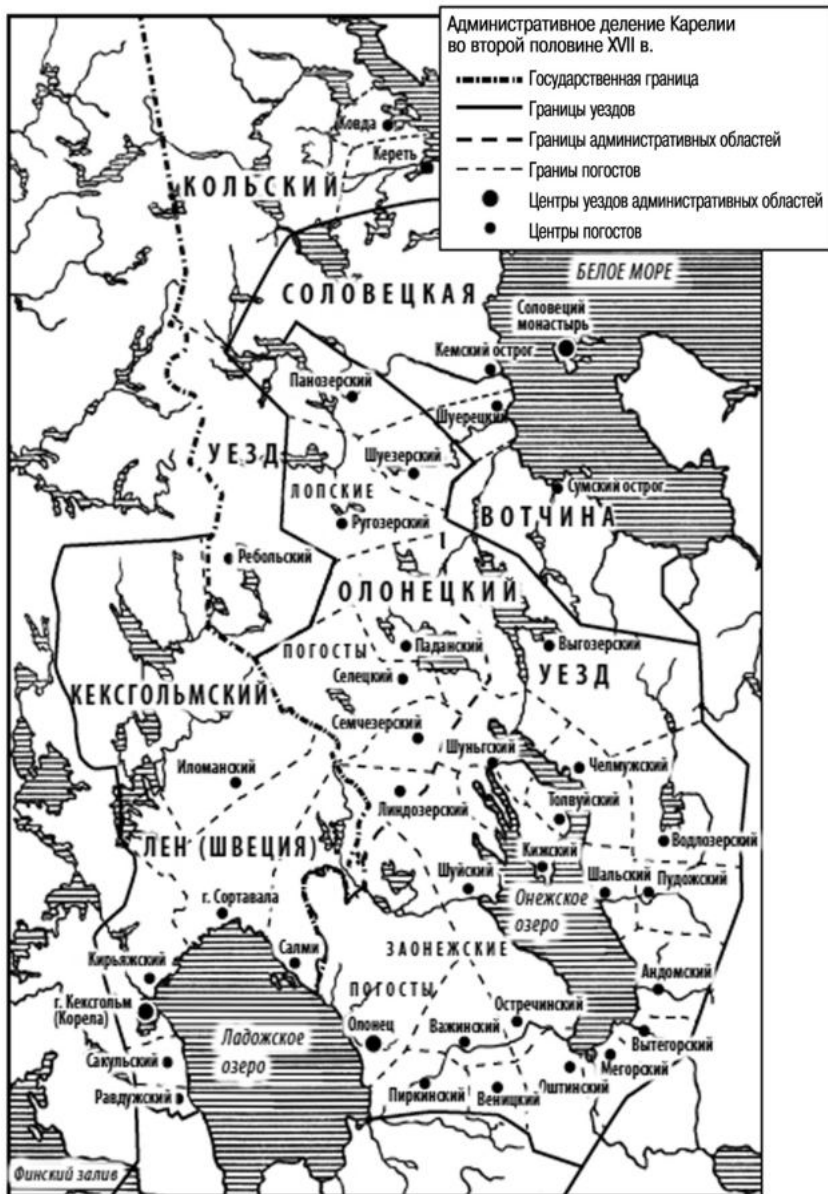 Административное деление Карелии
во второй половине XVII в.
Государственная граница
Границы уездов
Границы административных областей
Граниы погостов
Центры уездов административных областей
Центры погостов
Ковда
Кереть
КОЛЬСКИЙ
БЕЛОЕ МОРЕ
СОЛОВЕЦКАЯ
Соловеций
монастырь
Кемский острог
Панозерский
Шуерецкий
УЕЗД
Шуезерский
ЛОПСКИЕ
Сумский острог
ВОТЧИНА
Ругозерский
Ребольский
ОЛОНЕЦКИЙ
ПОГОСТЫ
Паданский
Выгозерский
Селецкий
УЕЗД
КЕКСГОЛЬМСКИЙ
Семчезерский
Шуньгский
Иломанский
Челмужский
Линдозерский
Толвуйский
ЛЕН (ШВЕЦИЯ)
Водлозерский
Кижский
Шуйский
Шальский
Пудожский
г. Сортавала
Онежское
озеро
ЗАОНЕЖСКИЕ
Салми
Кирьяжский
ПОГОСТЫ
Андомский
г. Кексгольм
(Корела)
Остречинский
Олонец
Важинский
Ладожское
озеро
Вытегорский
Сакульский
Мегорский
Оштинский
Равдужский
Пиркинский
Веницкий
Финский залив